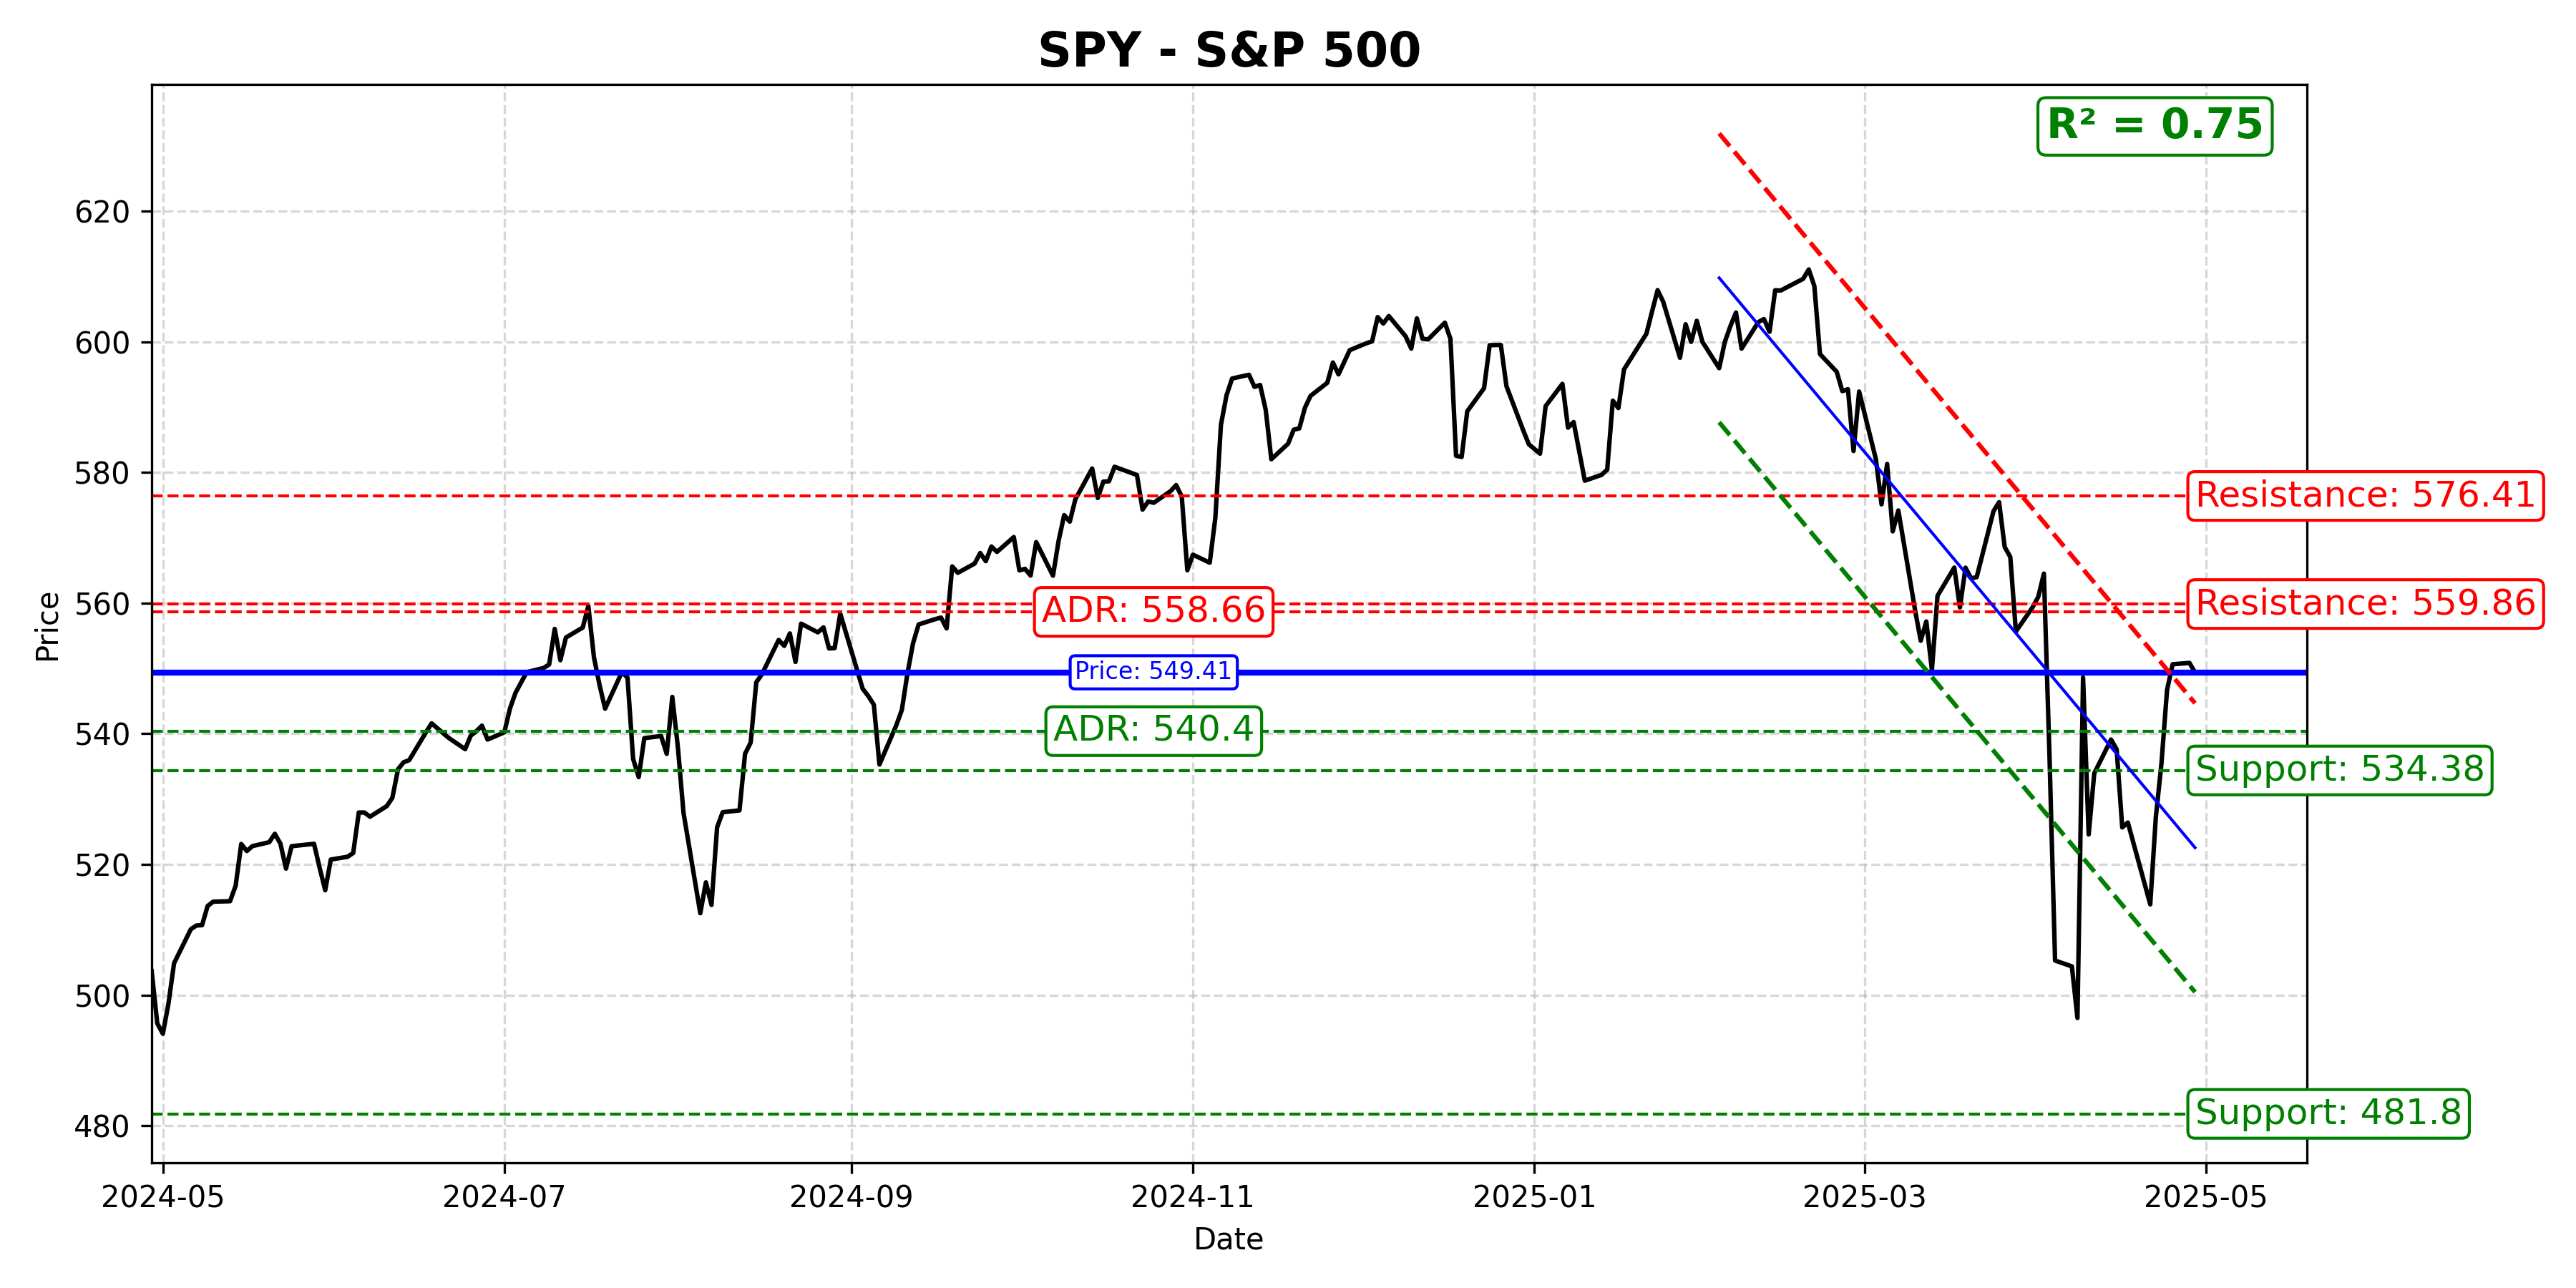 SPY - S&P 500
R² = 0.75
620
600
580
560
540
520
500
480
Price
Resistance: 576.41
Resistance: 559.86
ADR: 558.66
Price: 549.41
ADR: 540.4
Support: 534.38
Support: 481.8
2024-05
2024-07
2024-09
2024-11
2025-01
2025-03
2025-05
Date